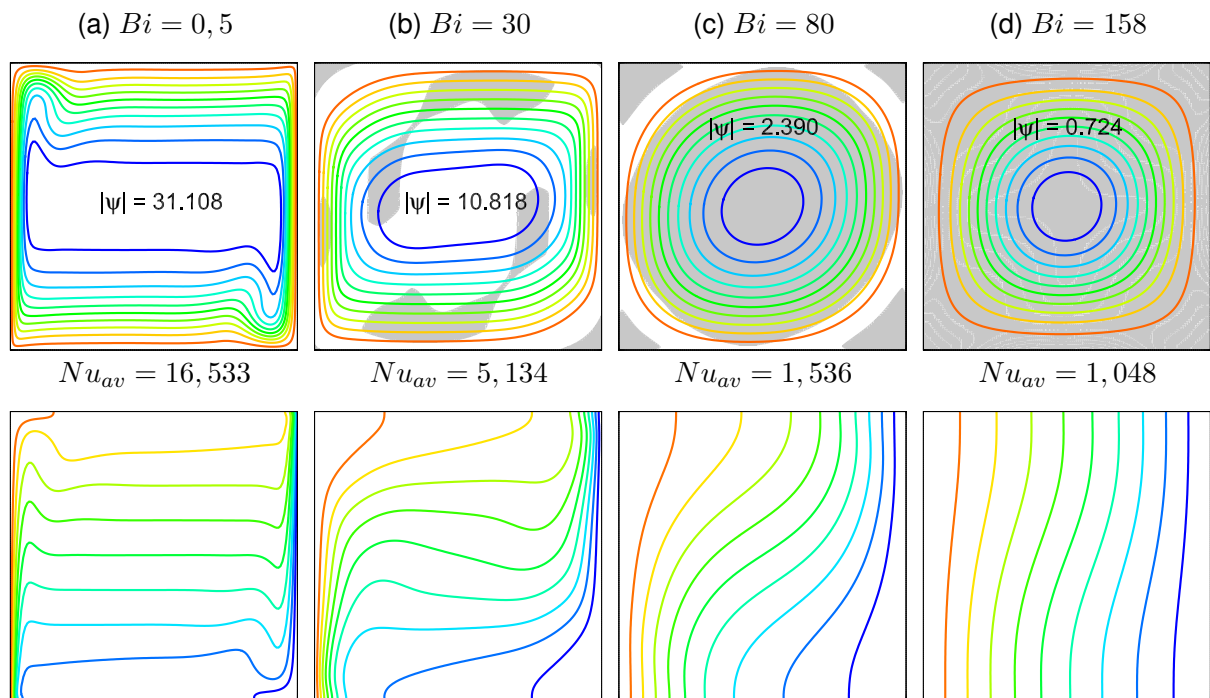 (a) Bi = 0, 5 (b) Bi = 30 (c) Bi = 80 (d) Bi = 158
|ψ| = 31.108 |ψ| = 10.818 |ψ| = 2.390 |ψ| = 0.724
Nu_av = 16, 533 Nu_av = 5, 134 Nu_av = 1, 536 Nu_av = 1, 048